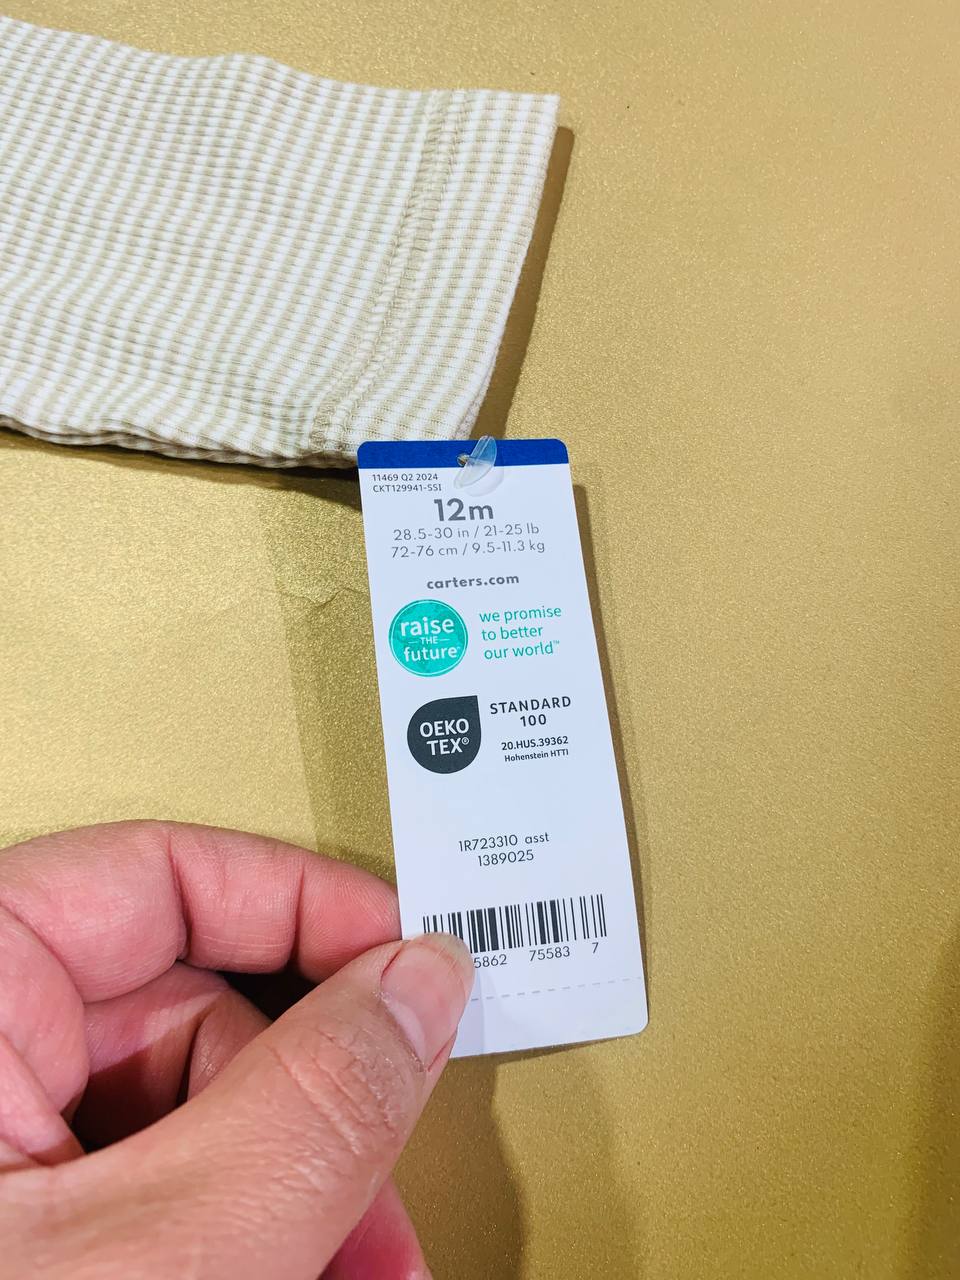 11469 Q2 2024
CKT129941-SSI
12m
28.5-30 in / 21-25 lb
72-76 cm / 9.5-11.3 kg
carters.com
raise
THE
future
we promise
to better
our world™
OEKO
TEX®
STANDARD
100
20.HUS.39362
Hohenstein HTTI
1R723310 asst
1389025
5862 75583 7